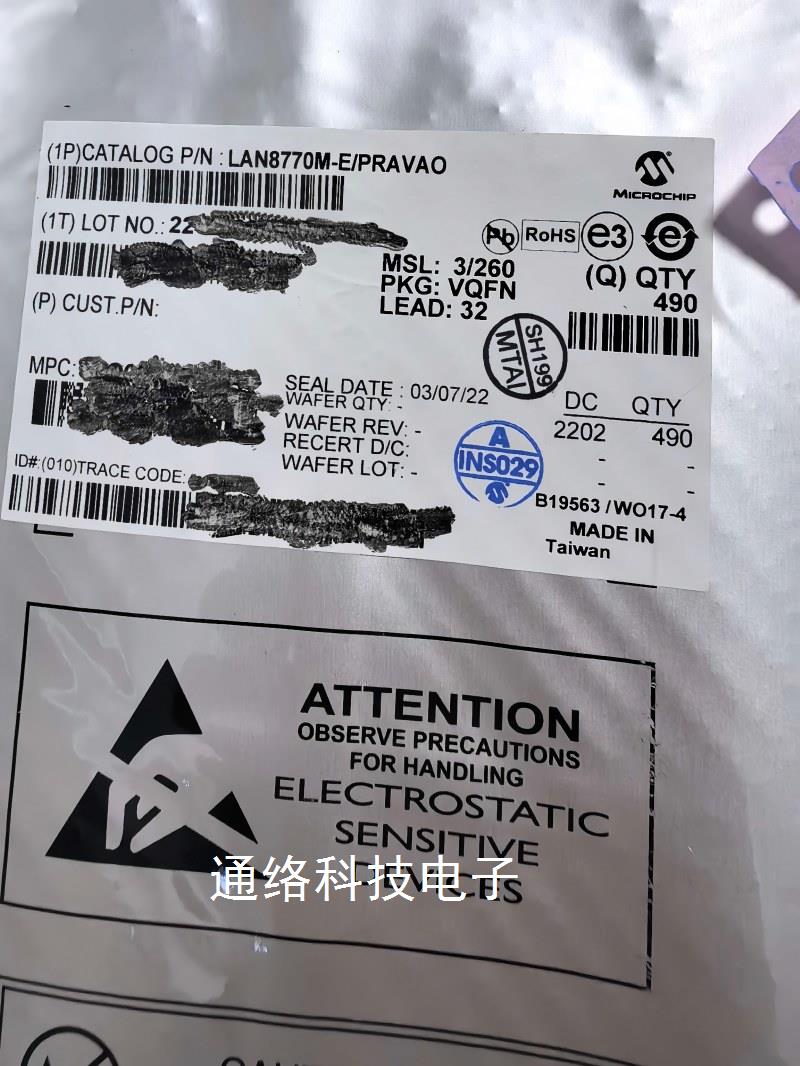 (1P)CATALOG P/N : LAN8770M-E/PRAVAO
MICROCHIP
(1T) LOT NO.: 22
Pb RoHS e3 e
MSL: 3/260
PKG: VQFN
LEAD: 32
(Q) QTY
490
(P) CUST.P/N:
SH199
MTAI
MPC:
SEAL DATE : 03/07/22
WAFER QTY: -
WAFER REV: -
RECERT D/C:
WAFER LOT: -
DC QTY
2202 490
- -
- -
A
INS029
ID#:(010)TRACE CODE:
B19563 / WO17-4
MADE IN
Taiwan
ATTENTION
OBSERVE PRECAUTIONS
FOR HANDLING
ELECTROSTATIC
SENSITIVE
DEVICES
通络科技电子